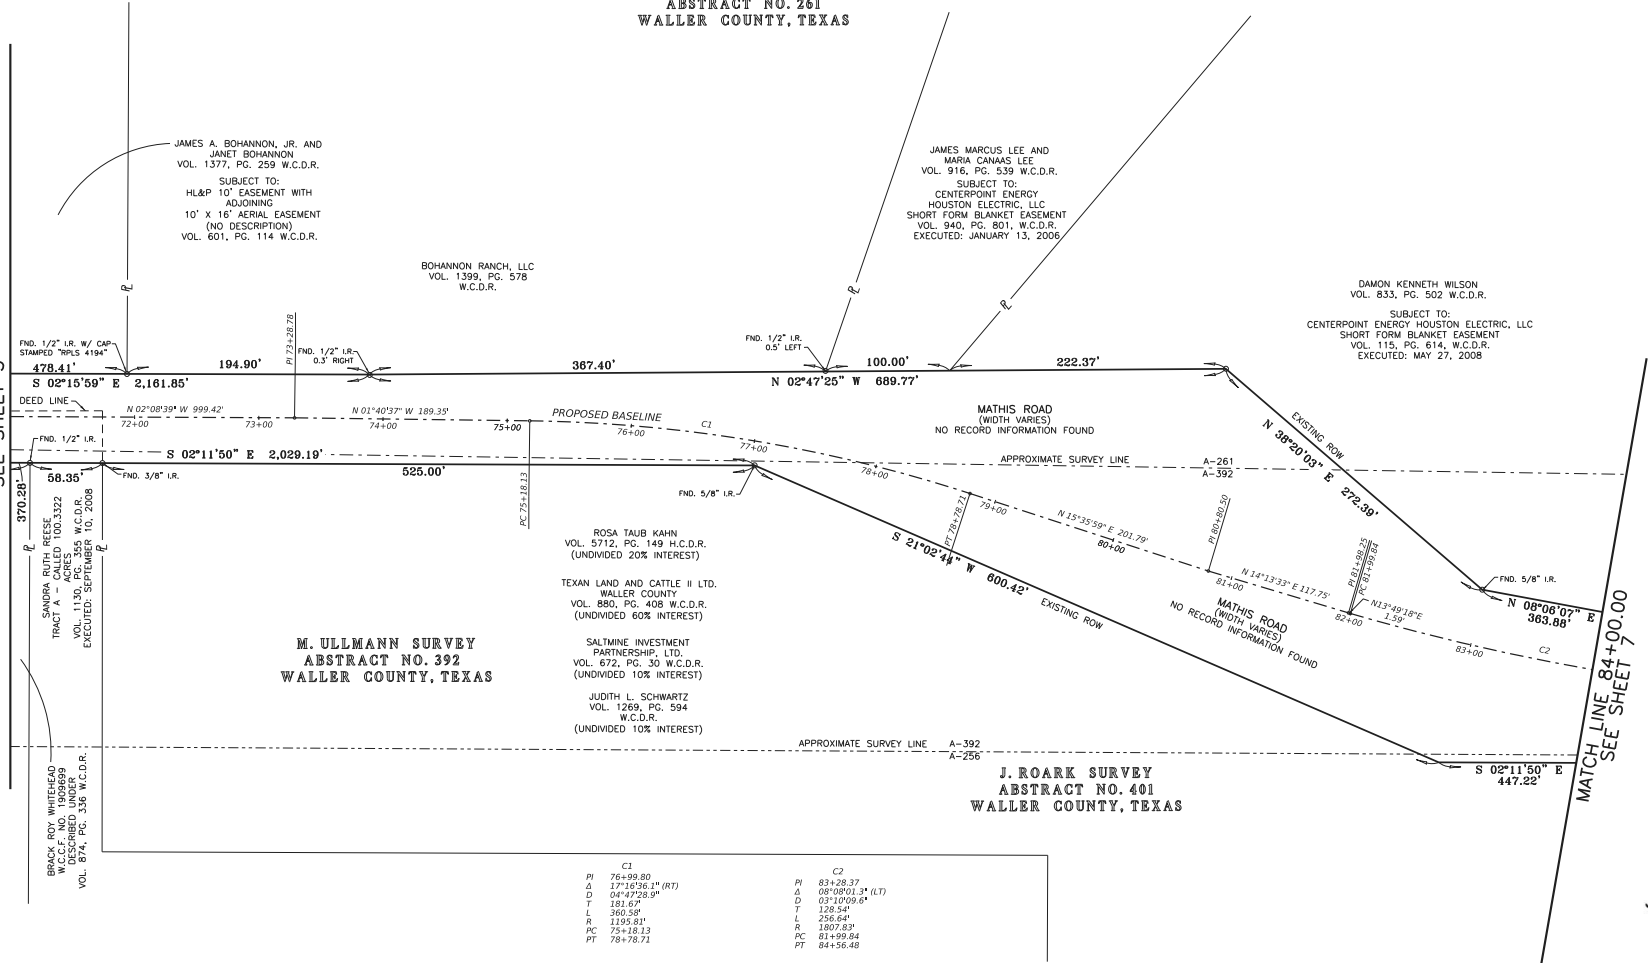 ABSTRACT NO. 261
WALLER COUNTY, TEXAS
JAMES A. BOHANNON, JR. AND
JANET BOHANNON
VOL. 1377, PG. 259 W.C.D.R.
SUBJECT TO:
HL&P 10' EASEMENT WITH
ADJOINING
10' X 16' AERIAL EASEMENT
(NO DESCRIPTION)
VOL. 601, PG. 114 W.C.D.R.
BOHANNON RANCH, LLC
VOL. 1399, PG. 578
W.C.D.R.
JAMES MARCUS LEE AND
MARIA CANAAS LEE
VOL. 916, PG. 539 W.C.D.R.
SUBJECT TO:
CENTERPOINT ENERGY
HOUSTON ELECTRIC, LLC
SHORT FORM BLANKET EASEMENT
VOL. 940, PG. 801, W.C.D.R.
EXECUTED: JANUARY 13, 2006
DAMON KENNETH WILSON
VOL. 833, PG. 502 W.C.D.R.
SUBJECT TO:
CENTERPOINT ENERGY HOUSTON ELECTRIC, LLC
SHORT FORM BLANKET EASEMENT
VOL. 115, PG. 614, W.C.D.R.
EXECUTED: MAY 27, 2008
PL
PL
PL
FND. 1/2" I.R. W/ CAP
STAMPED "RPLS 4194"
PI 73+28.78
FND. 1/2" I.R.
0.3' RIGHT
FND. 1/2" I.R.
0.5' LEFT
478.41'
194.90'
367.40'
100.00'
222.37'
S 02°15'59" E 2,161.85'
N 02°47'25" W 689.77'
DEED LINE
N 02°08'39" W 999.42'
N 01°40'37" W 189.35'
PROPOSED BASELINE
C1
72+00
73+00
74+00
75+00
76+00
77+00
78+00
79+00
80+00
81+00
82+00
83+00
MATHIS ROAD
(WIDTH VARIES)
NO RECORD INFORMATION FOUND
EXISTING ROW
N 38°20'03" E 272.39'
FND. 1/2" I.R.
S 02°11'50" E 2,029.19'
APPROXIMATE SURVEY LINE
A-261
A-392
58.35'
FND. 3/8" I.R.
525.00'
FND. 5/8" I.R.
370.28'
PC 75+18.13
PT 78+78.71
N 15°35'59" E 201.79'
PI 80+80.50
N 14°13'33" E 117.75'
PI 81+98.25
PC 81+99.84
N13°49'18"E
1.59'
C2
FND. 5/8" I.R.
N 08°06'07" E
363.88'
S 21°02'44" W 600.42'
EXISTING ROW
MATHIS ROAD
(WIDTH VARIES)
NO RECORD INFORMATION FOUND
PL
PL
SANDRA RUTH REESE
TRACT A - CALLED 100.3322
ACRES
VOL. 1130, PG. 355 W.C.D.R.
EXECUTED: SEPTEMBER 10, 2008
ROSA TAUB KAHN
VOL. 5712, PG. 149 H.C.D.R.
(UNDIVIDED 20% INTEREST)
TEXAN LAND AND CATTLE II LTD.
WALLER COUNTY
VOL. 880, PG. 408 W.C.D.R.
(UNDIVIDED 60% INTEREST)
SALTMINE INVESTMENT
PARTNERSHIP, LTD.
VOL. 672, PG. 30 W.C.D.R.
(UNDIVIDED 10% INTEREST)
JUDITH L. SCHWARTZ
VOL. 1269, PG. 594
W.C.D.R.
(UNDIVIDED 10% INTEREST)
M. ULLMANN SURVEY
ABSTRACT NO. 392
WALLER COUNTY, TEXAS
APPROXIMATE SURVEY LINE
A-392
A-256
J. ROARK SURVEY
ABSTRACT NO. 401
WALLER COUNTY, TEXAS
S 02°11'50" E
447.22'
MATCH LINE 84+00.00
SEE SHEET 7
BRACK ROY WHITEHEAD
W.C.C.F. NO. 1909699
DESCRIBED UNDER
VOL. 874, PG. 336 W.C.D.R.
C1
PI 76+99.80
Δ 17°16'36.1" (RT)
D 04°47'28.9"
T 181.67'
L 360.58'
R 1195.81'
PC 75+18.13
PT 78+78.71
C2
PI 83+28.37
Δ 08°08'01.3" (LT)
D 03°10'09.6"
T 128.54'
L 256.64'
R 1807.83'
PC 81+99.84
PT 84+56.48